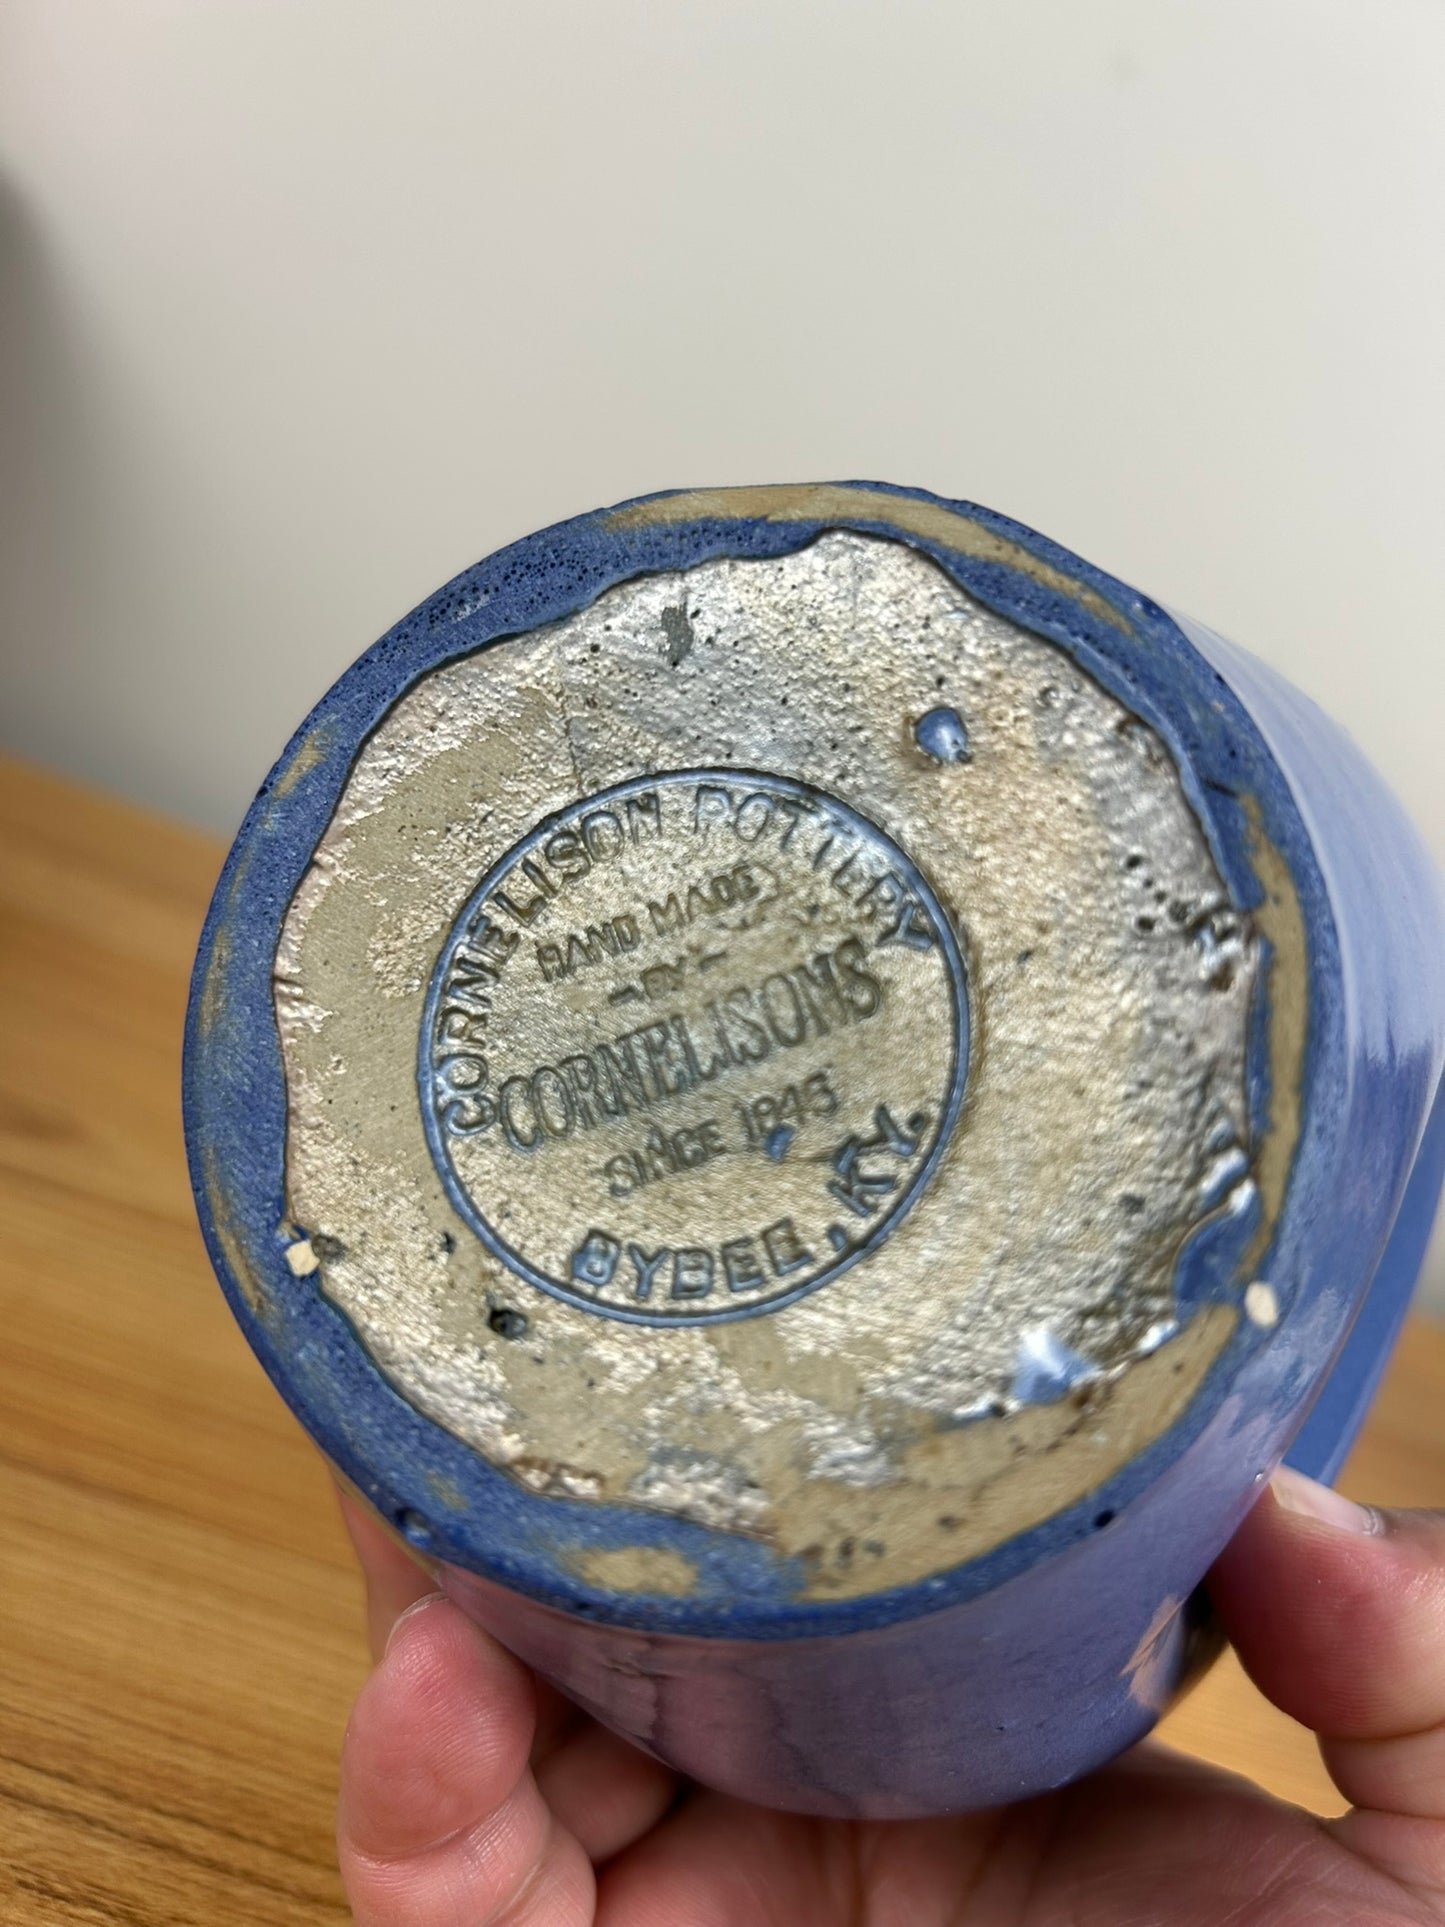 CORNELISON POTTERY
HAND MADE
-BY-
CORNELISONS
SINCE 1845
BYBEE, KY.